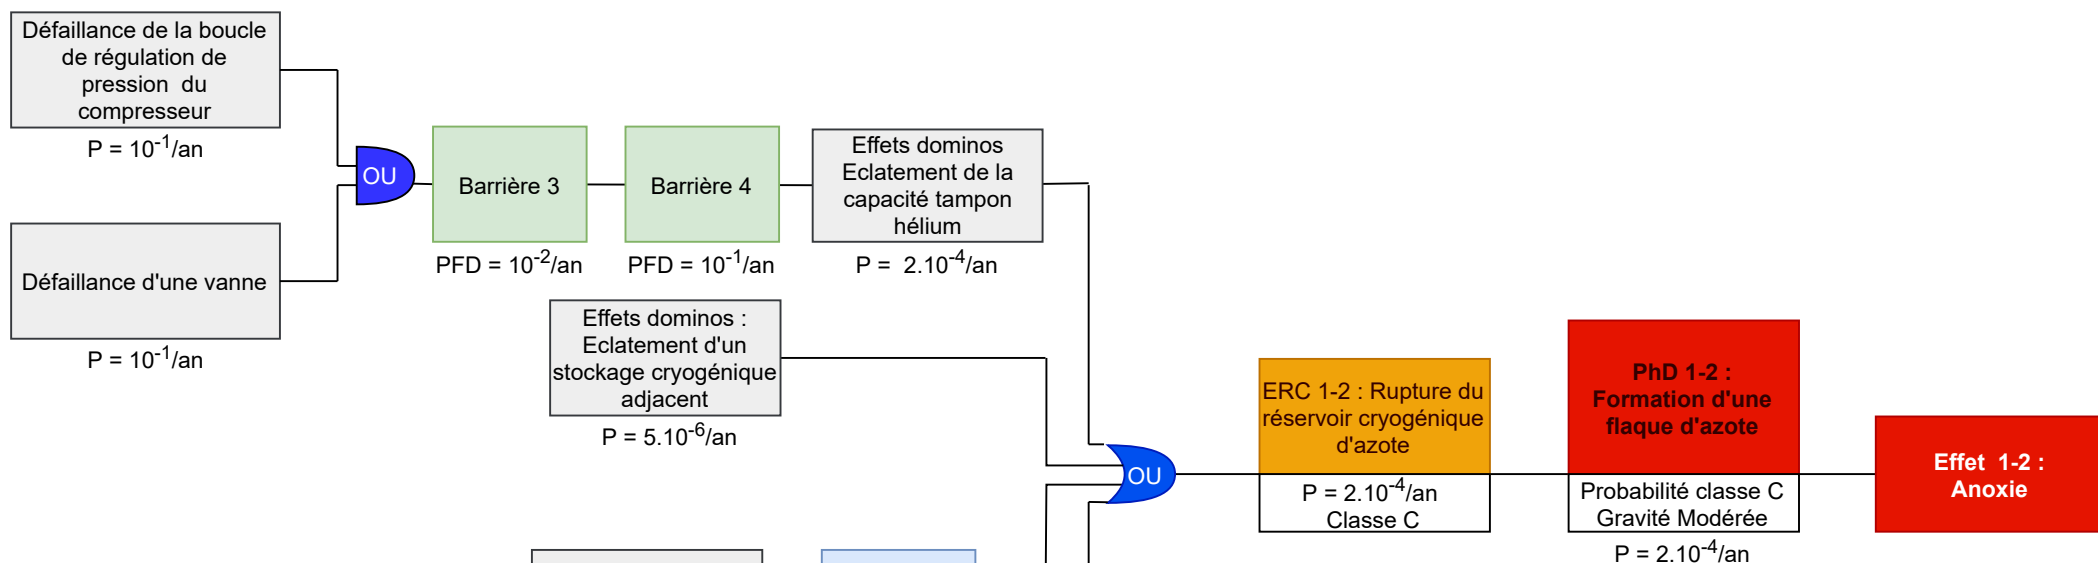 Défaillance de la boucle
de régulation de
pression du
compresseur
P = 10-1/an
OU
Défaillance d'une vanne
P = 10-1/an
Barrière 3
PFD = 10-2/an
Barrière 4
PFD = 10-1/an
Effets dominos
Eclatement de la
capacité tampon
hélium
P = 2.10-4/an
Effets dominos :
Eclatement d'un
stockage cryogénique
adjacent
P = 5.10-6/an
OU
ERC 1-2 : Rupture du
réservoir cryogénique
d'azote
P = 2.10-4/an
Classe C
PhD 1-2 :
Formation d'une
flaque d'azote
Probabilité classe C
Gravité Modérée
P = 2.10-4/an
Effet 1-2 :
Anoxie